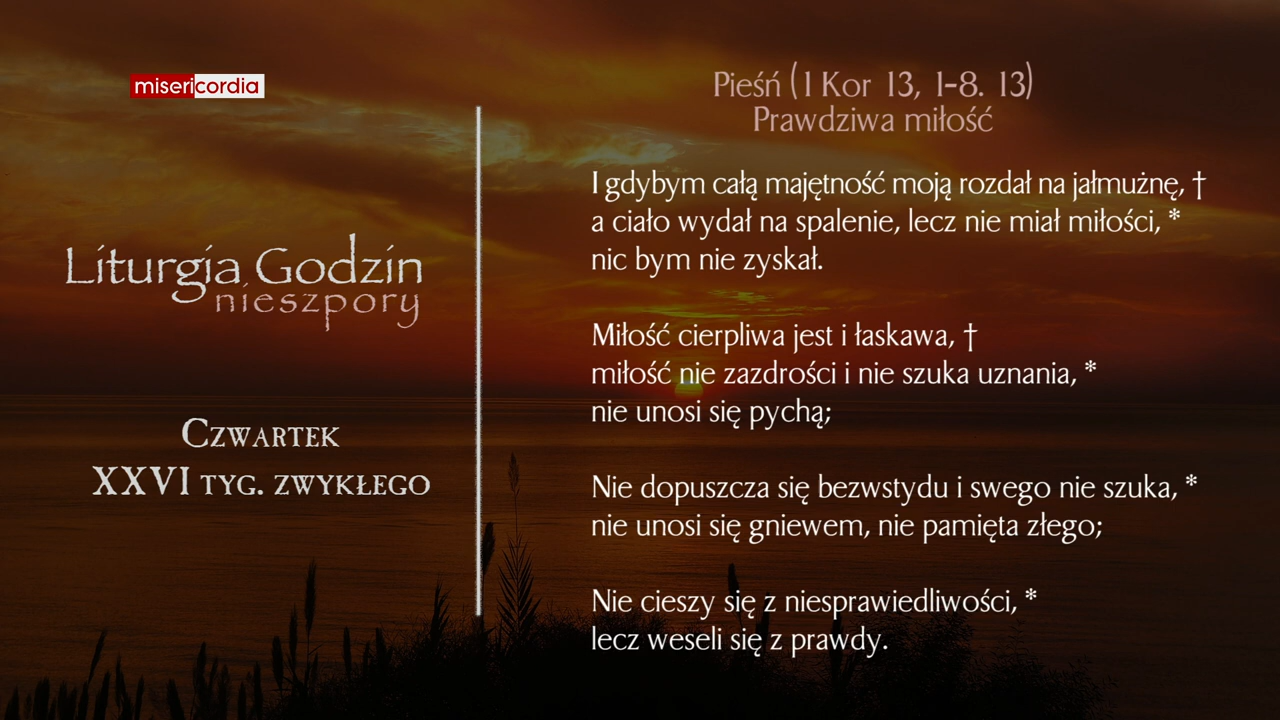 misericordia
Liturgia Godzin
nieszpory
Czwartek
XXVI tyg. zwykłego
Pieśń (1 Kor 13, 1-8. 13)
Prawdziwa miłość
I gdybym całą majętność moją rozdał na jałmużnę, †
a ciało wydał na spalenie, lecz nie miał miłości, *
nic bym nie zyskał.
Miłość cierpliwa jest i łaskawa, †
miłość nie zazdrości i nie szuka uznania, *
nie unosi się pychą;
Nie dopuszcza się bezwstydu i swego nie szuka, *
nie unosi się gniewem, nie pamięta złego;
Nie cieszy się z niesprawiedliwości, *
lecz weseli się z prawdy.